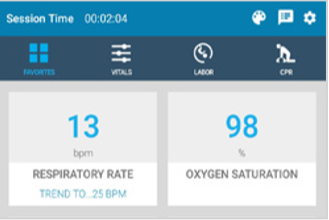 Session Time 00:02:04
FAVORITES VITALS LABOR CPR
13 98
bpm %
RESPIRATORY RATE OXYGEN SATURATION
TREND TO...25 BPM